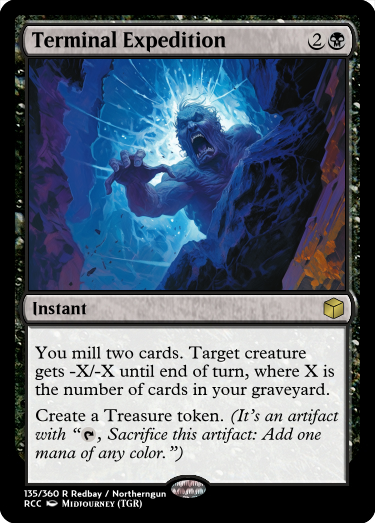 Terminal Expedition 2
Instant
You mill two cards. Target creature
gets -X/-X until end of turn, where X is
the number of cards in your graveyard.
Create a Treasure token. (It's an artifact
with “, Sacrifice this artifact: Add one
mana of any color.”)
135/360 R Redbay / Northerngun
RCC Midjourney (TGR)